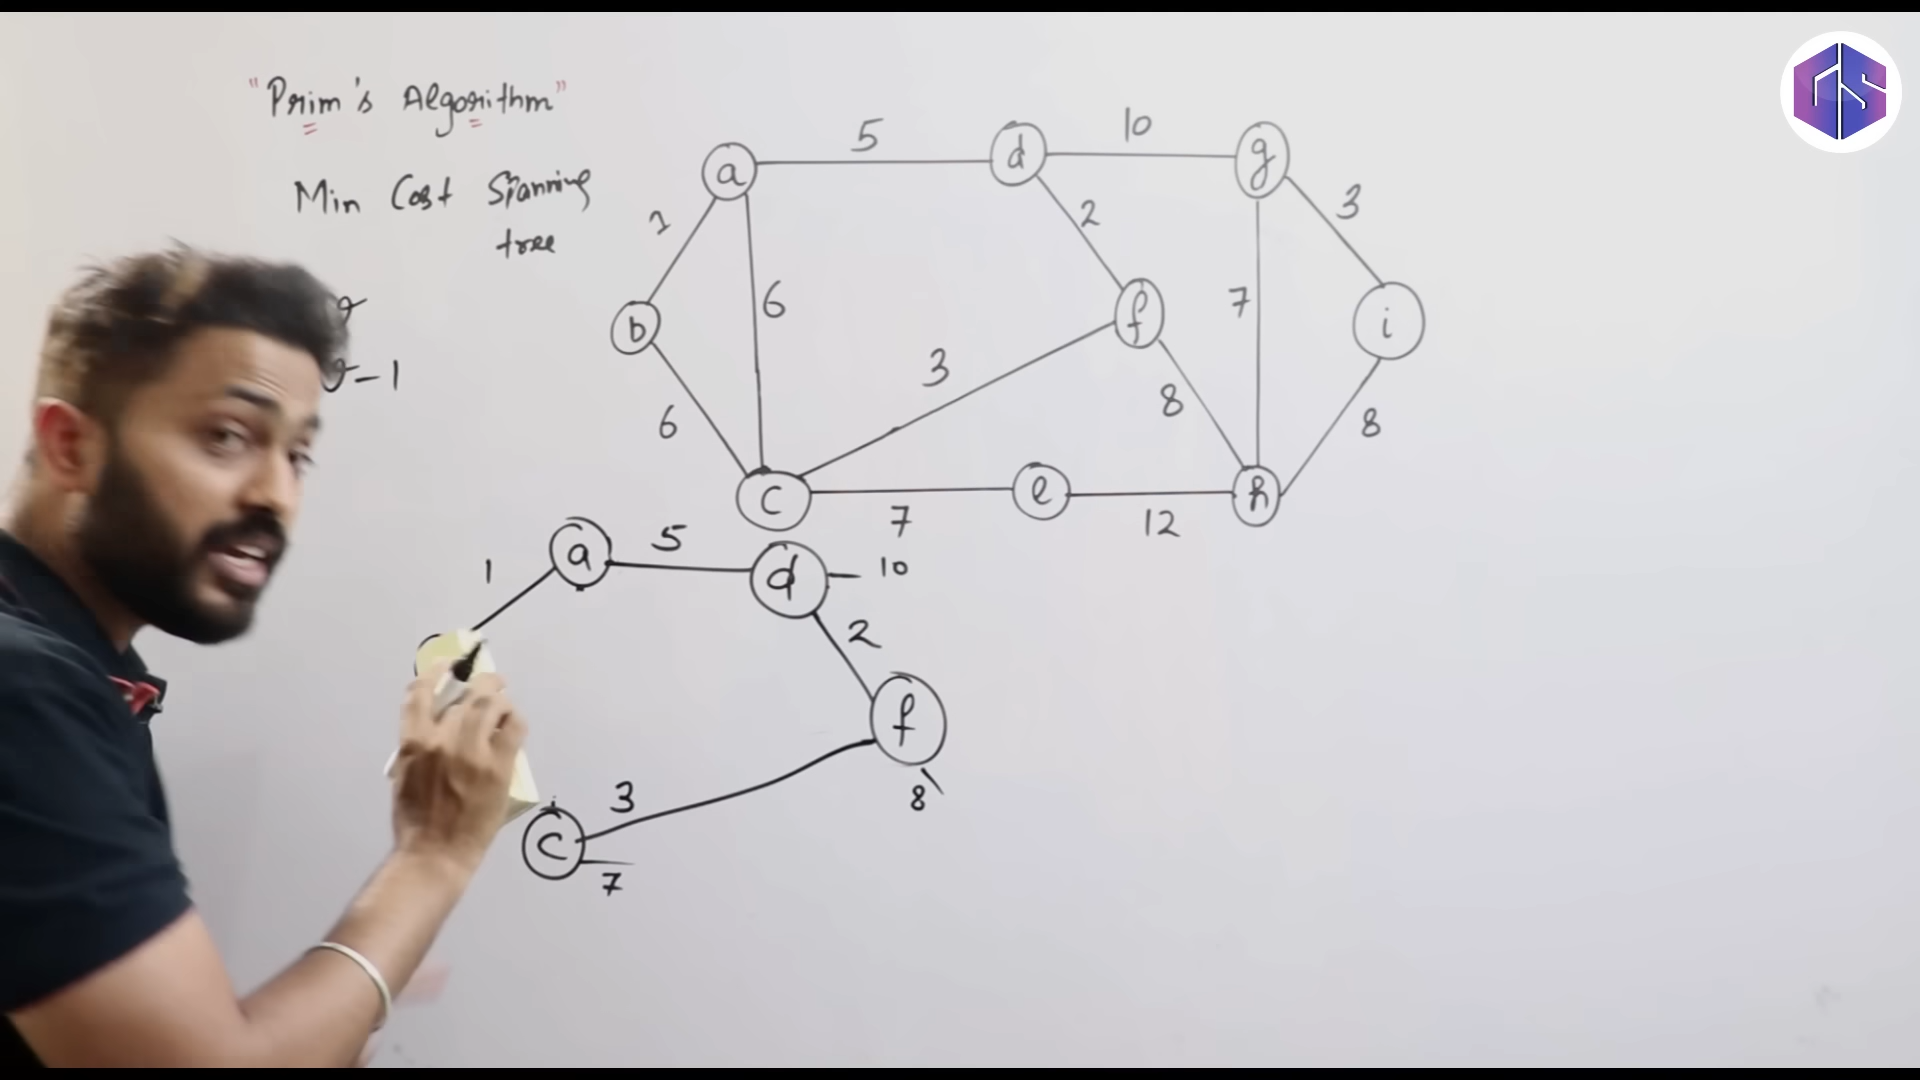 "Prim's Algorithm"
Min Cost Spanning
tree
v
v-1
a 5 d 10 g
1 6 2 7 3
b f i
6 3 8 8
c 7 e 12 h
1 a 5 d 10
2
f
3 8
c 7